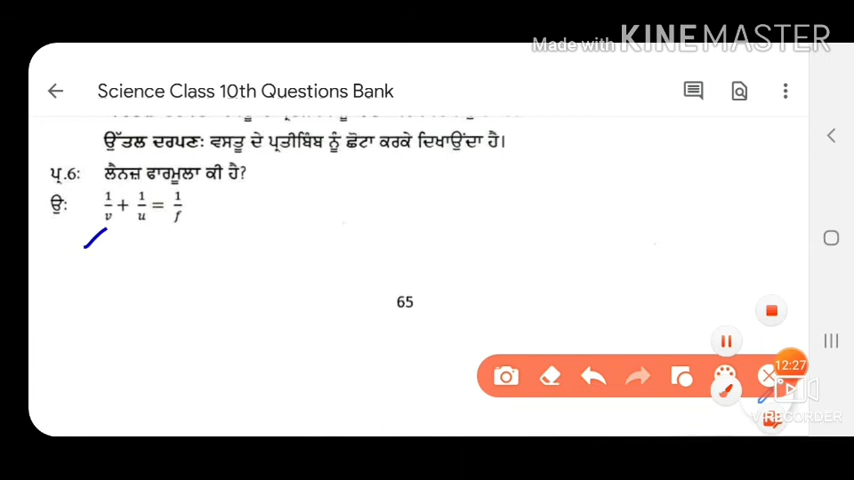 Made with KINEMASTER
Science Class 10th Questions Bank
ਉੱਤਲ ਦਰਪਣ: ਵਸਤੂ ਦੇ ਪ੍ਰਤੀਬਿੰਬ ਨੂੰ ਛੋਟਾ ਕਰਕੇ ਦਿਖਾਉਂਦਾ ਹੈ।
ਪ੍ਰ.6: ਲੈਨਜ਼ ਫਾਰਮੂਲਾ ਕੀ ਹੈ?
ਉ: 1/v + 1/u = 1/f
65
12:27
VIRECORDER